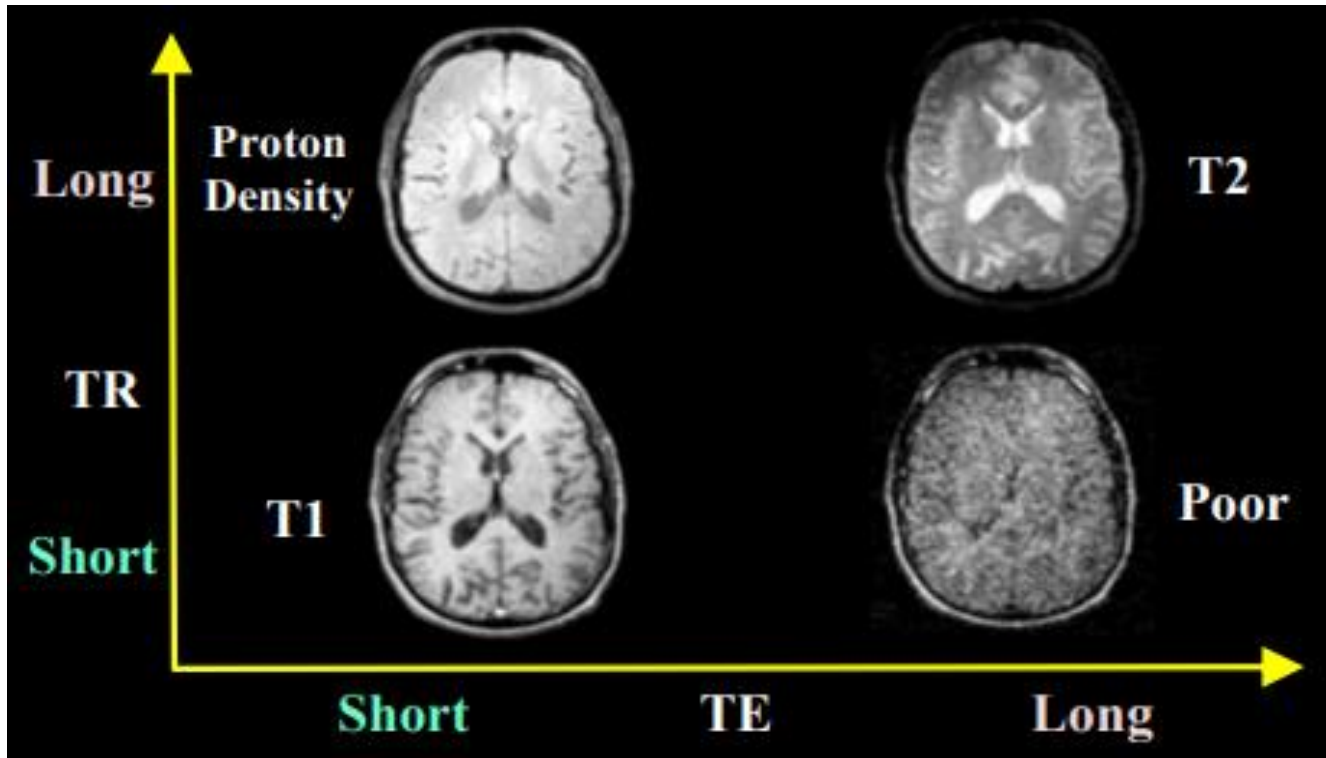 Proton
Density
Long
T2
TR
T1
Poor
Short
Short TE Long